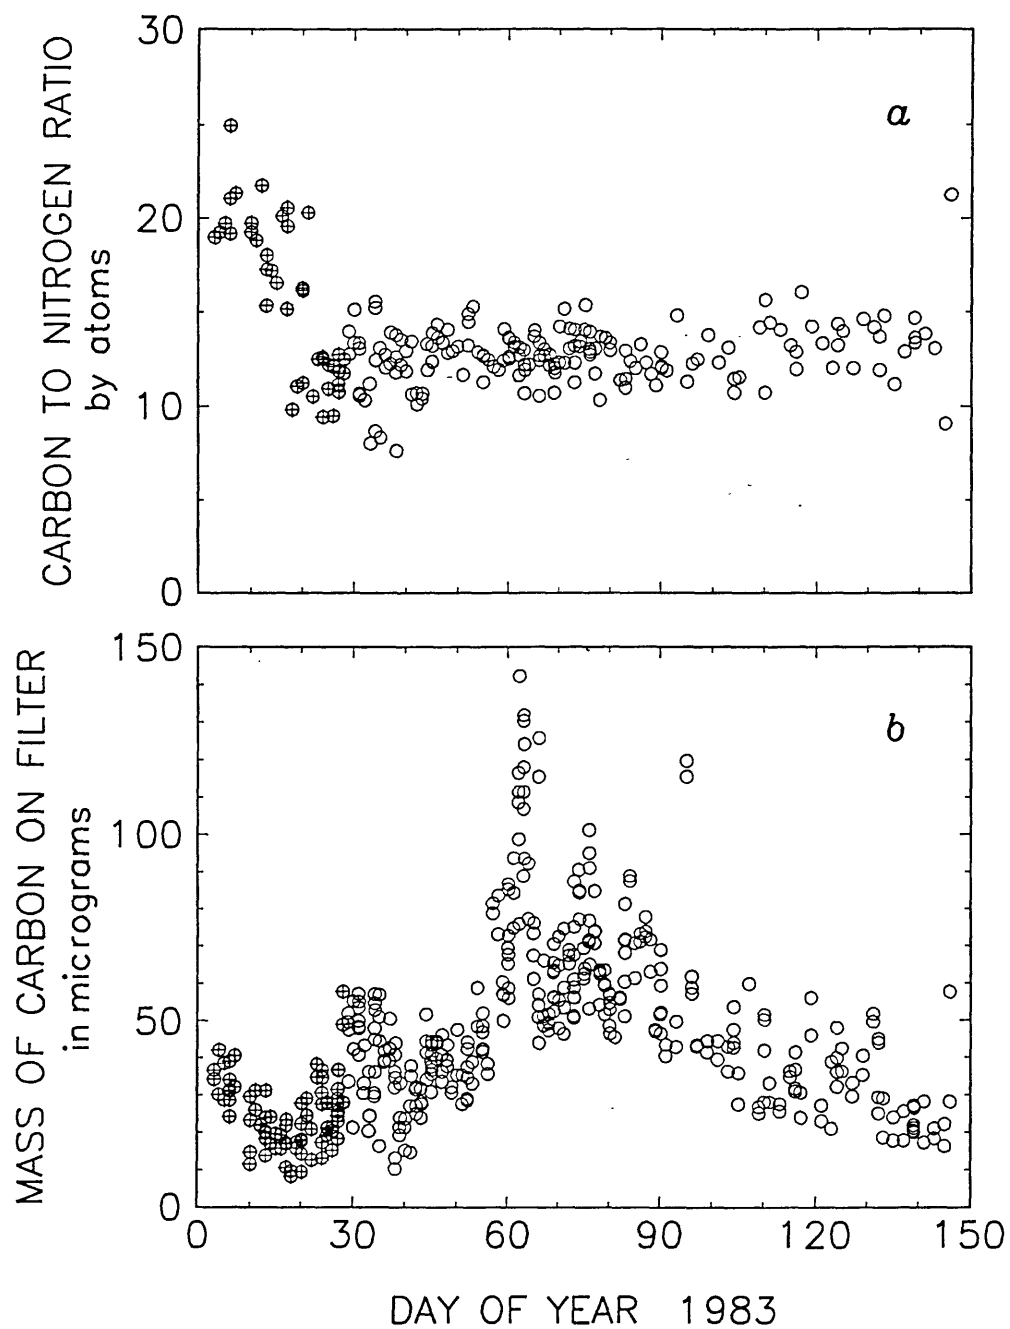 CARBON TO NITROGEN RATIO
by atoms
30
20
10
0
a
MASS OF CARBON ON FILTER
in micrograms
150
100
50
0
b
0 30 60 90 120 150
DAY OF YEAR 1983